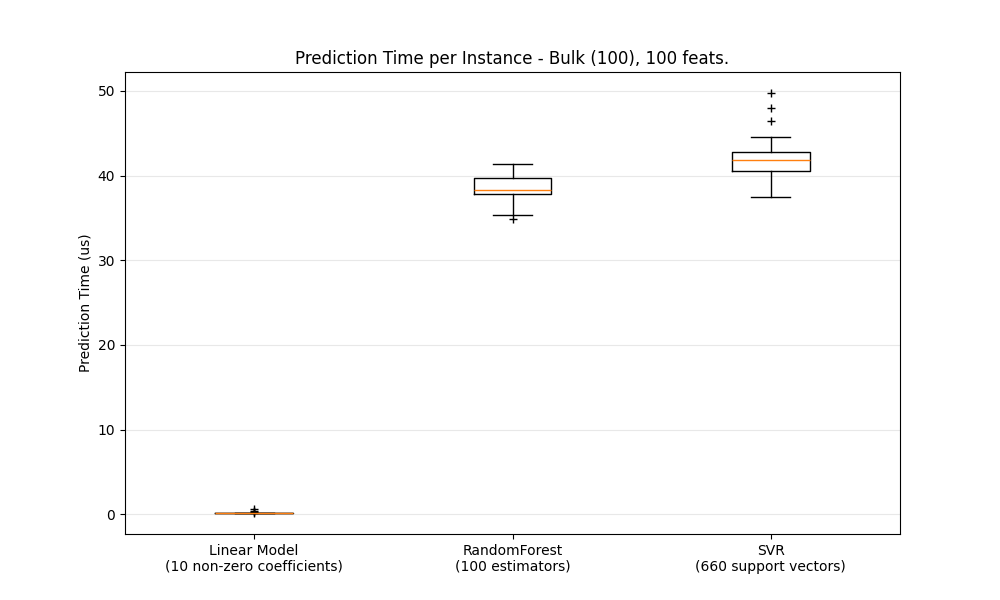 Prediction Time per Instance - Bulk (100), 100 feats.
Prediction Time (us)
50
40
30
20
10
0
Linear Model
(10 non-zero coefficients)
RandomForest
(100 estimators)
SVR
(660 support vectors)